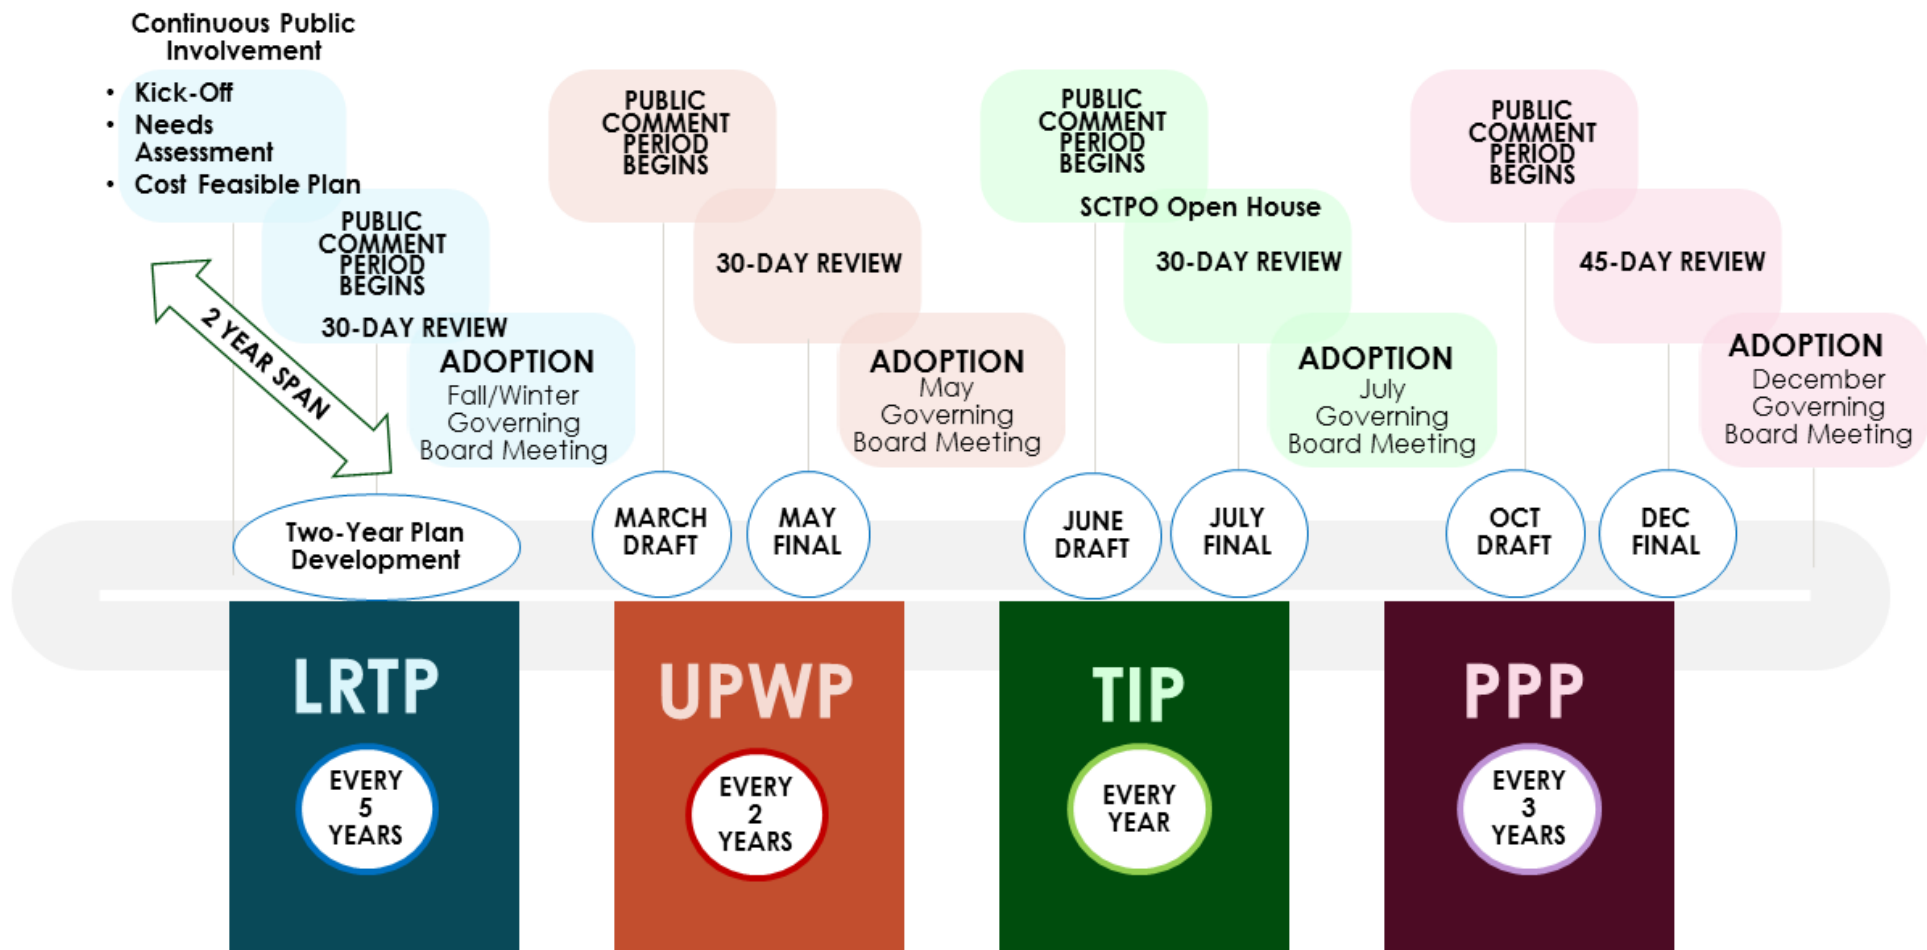 Continuous Public
Involvement
• Kick-Off
• Needs
Assessment
• Cost Feasible Plan
PUBLIC
COMMENT
PERIOD
BEGINS
30-DAY REVIEW
ADOPTION
Fall/Winter
Governing
Board Meeting
2 YEAR SPAN
Two-Year Plan
Development
LRTP
EVERY
5
YEARS
PUBLIC
COMMENT
PERIOD
BEGINS
30-DAY REVIEW
ADOPTION
May
Governing
Board Meeting
MARCH
DRAFT
MAY
FINAL
UPWP
EVERY
2
YEARS
PUBLIC
COMMENT
PERIOD
BEGINS
SCTPO Open House
30-DAY REVIEW
ADOPTION
July
Governing
Board Meeting
JUNE
DRAFT
JULY
FINAL
TIP
EVERY
YEAR
PUBLIC
COMMENT
PERIOD
BEGINS
45-DAY REVIEW
ADOPTION
December
Governing
Board Meeting
OCT
DRAFT
DEC
FINAL
PPP
EVERY
3
YEARS